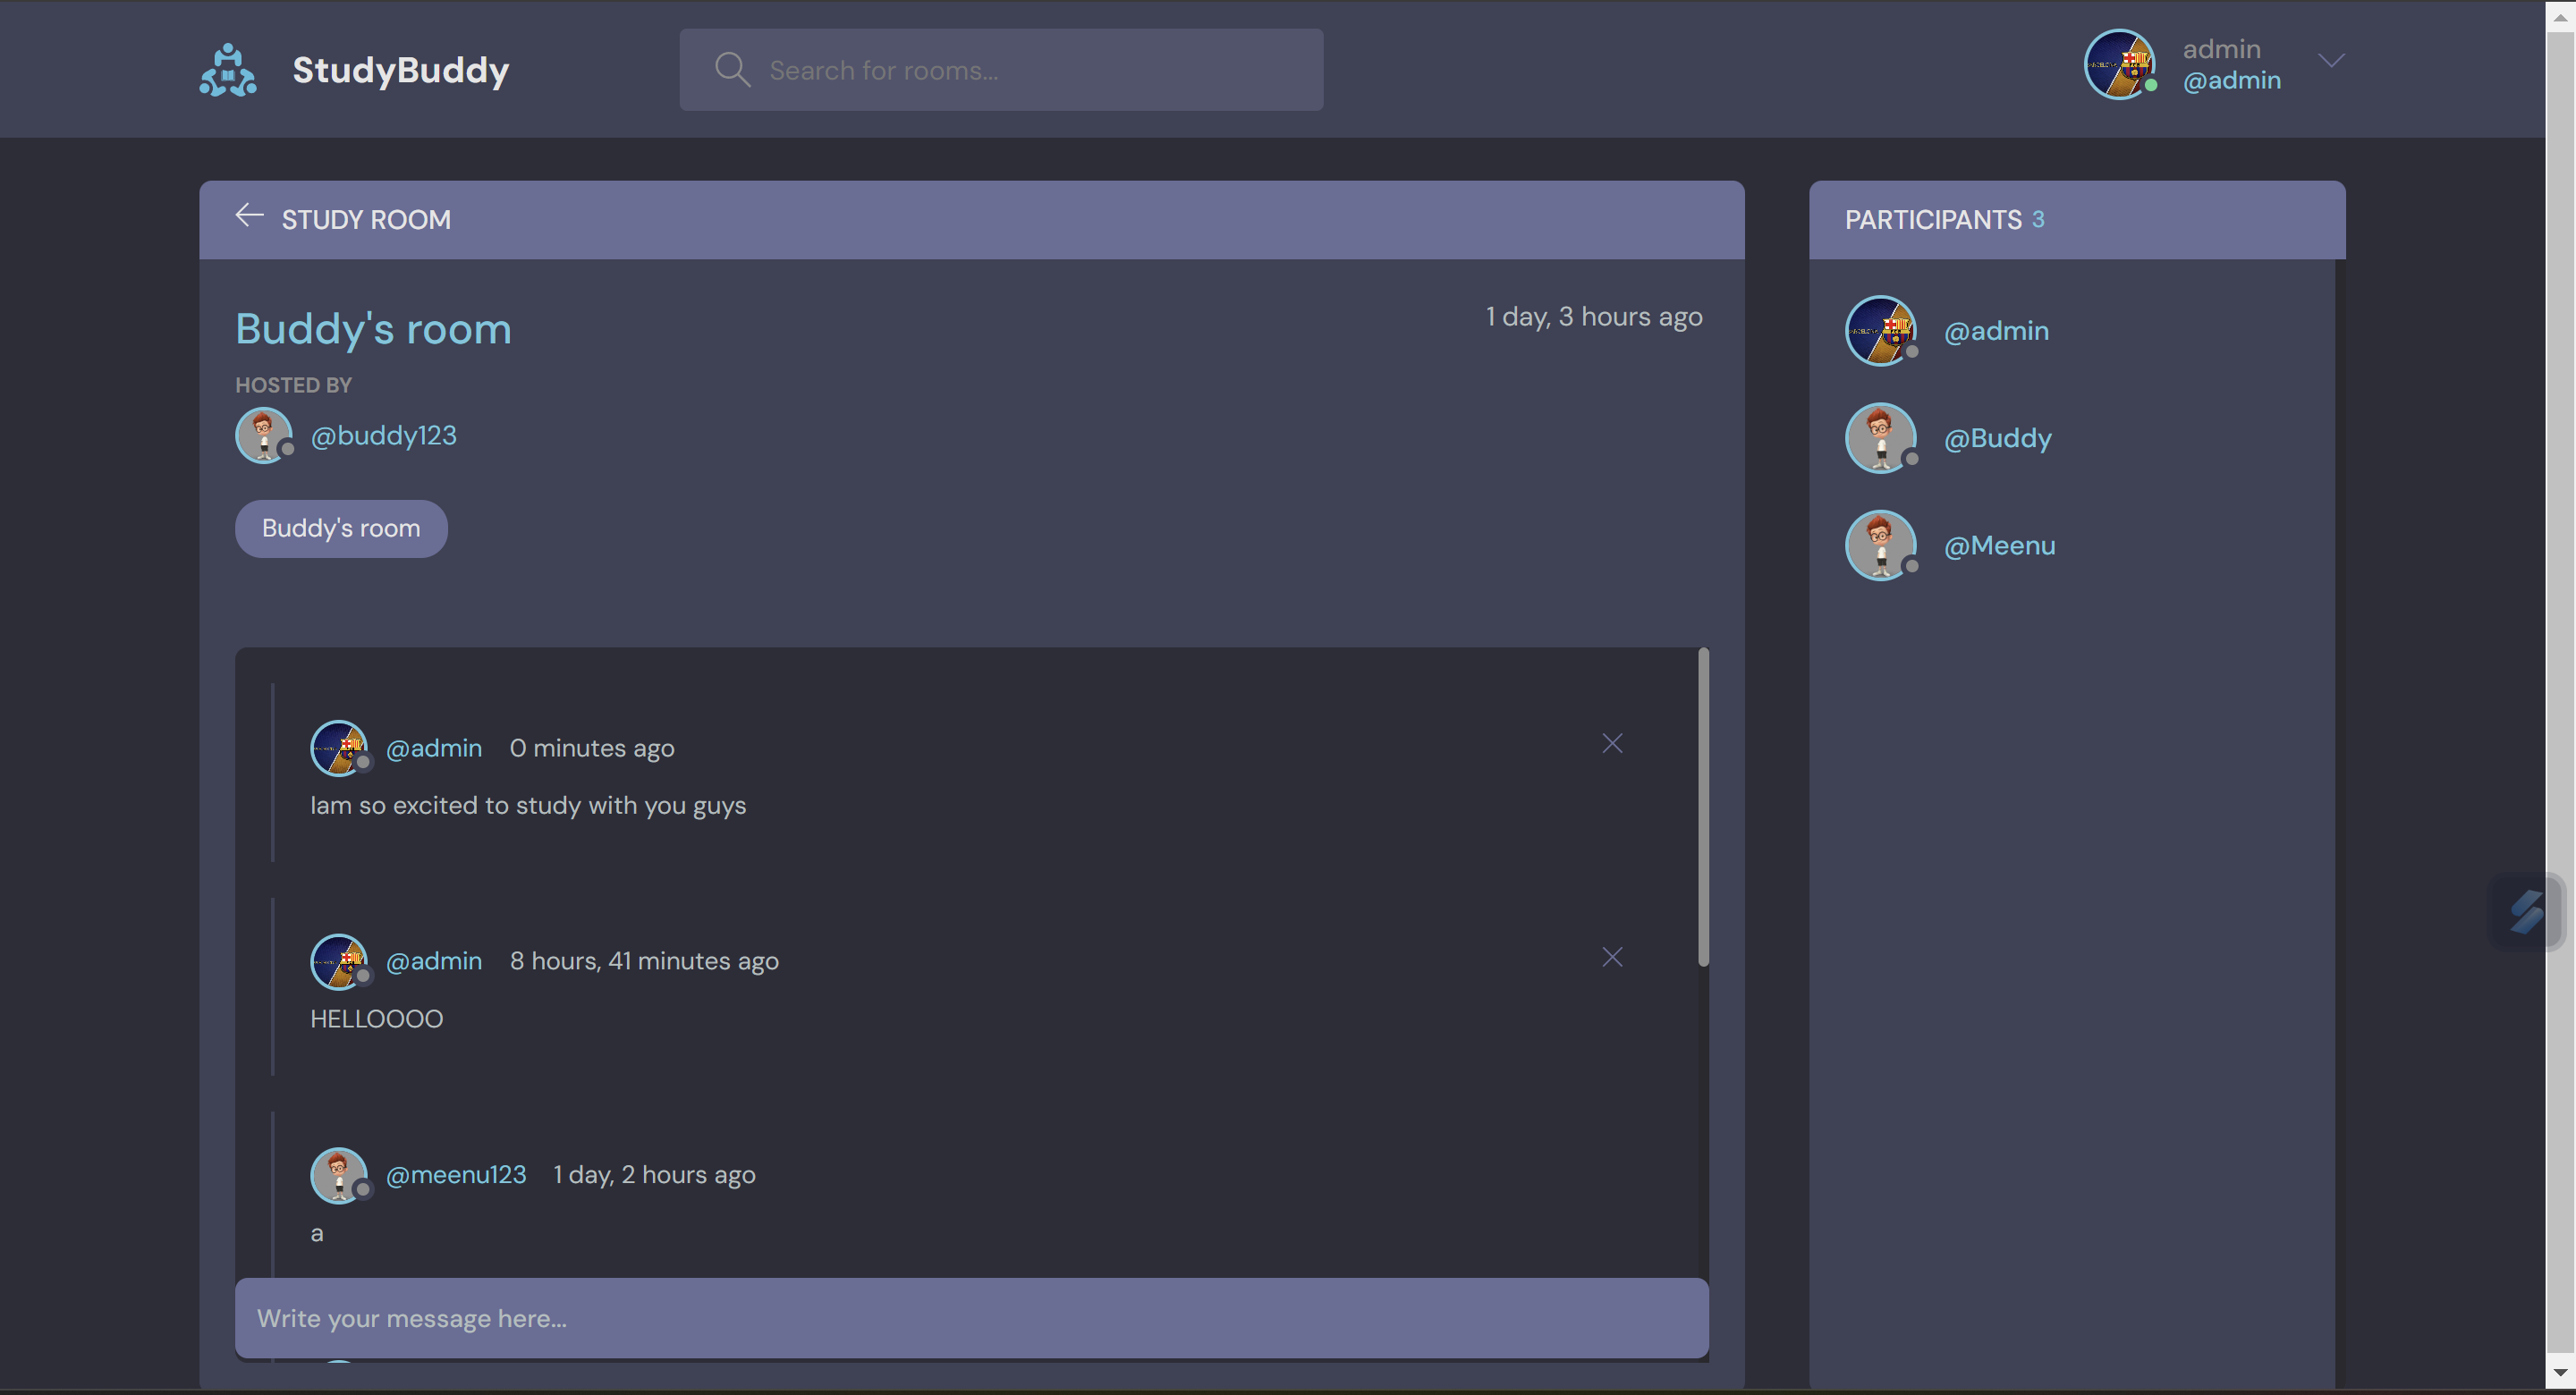 StudyBuddy
Search for rooms...
admin
@admin
STUDY ROOM
Buddy's room
1 day, 3 hours ago
HOSTED BY
@buddy123
Buddy's room
@admin 0 minutes ago
Iam so excited to study with you guys
@admin 8 hours, 41 minutes ago
HELLOOOO
@meenu123 1 day, 2 hours ago
a
Write your message here...
PARTICIPANTS 3
@admin
@Buddy
@Meenu